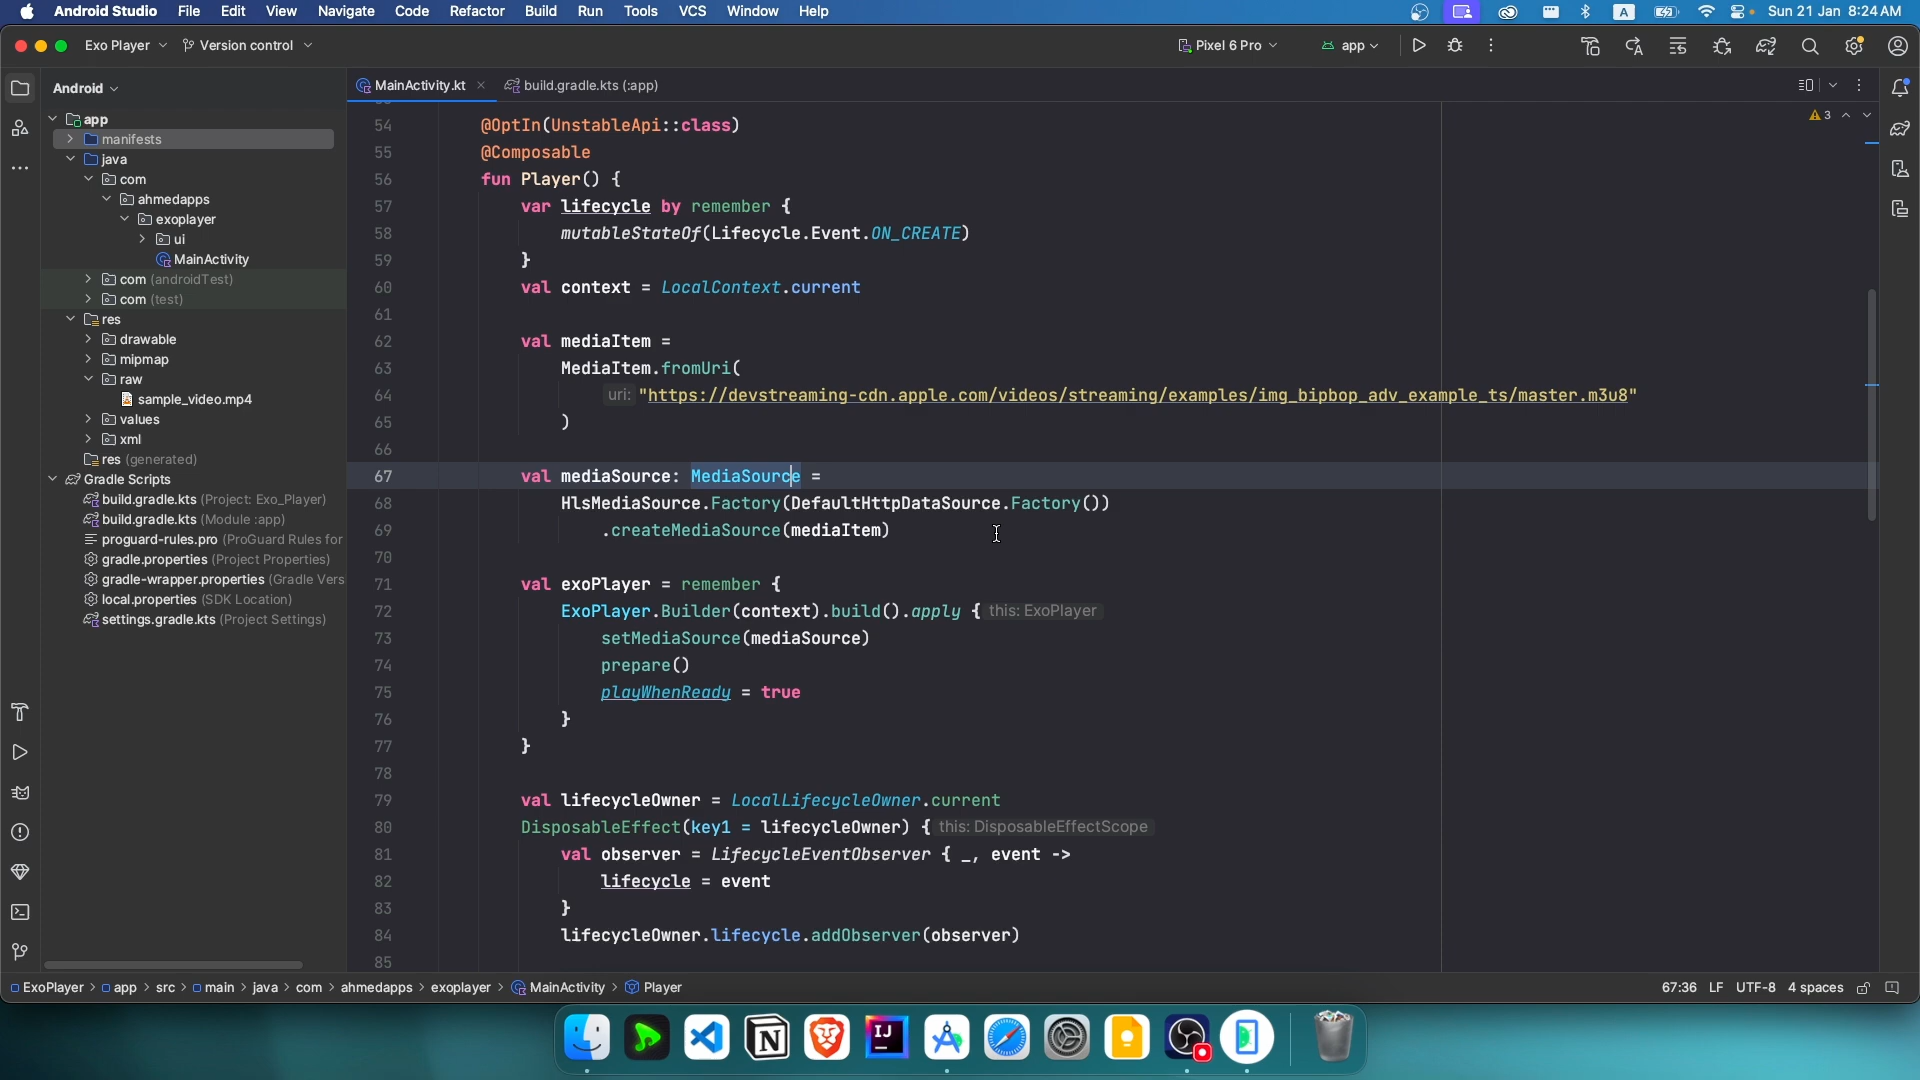 Android Studio File Edit View Navigate Code Refactor Build Run Tools VCS Window Help
A Sun 21 Jan 8:24 AM
Exo Player Version control Pixel 6 Pro app
Android
app
manifests
java
com
ahmedapps
exoplayer
ui
MainActivity
com (androidTest)
com (test)
res
drawable
mipmap
raw
sample_video.mp4
values
xml
res (generated)
Gradle Scripts
build.gradle.kts (Project: Exo_Player)
build.gradle.kts (Module :app)
proguard-rules.pro (ProGuard Rules for
gradle.properties (Project Properties)
gradle-wrapper.properties (Gradle Vers
local.properties (SDK Location)
settings.gradle.kts (Project Settings)
MainActivity.kt build.gradle.kts (:app)
3
54 @OptIn(UnstableApi::class)
55 @Composable
56 fun Player() {
57 var lifecycle by remember {
58 mutableStateOf(Lifecycle.Event.ON_CREATE)
59 }
60 val context = LocalContext.current
61
62 val mediaItem =
63 MediaItem.fromUri(
64 uri: "https://devstreaming-cdn.apple.com/videos/streaming/examples/img_bipbop_adv_example_ts/master.m3u8"
65 )
66
67 val mediaSource: MediaSource =
68 HlsMediaSource.Factory(DefaultHttpDataSource.Factory())
69 .createMediaSource(mediaItem)
70
71 val exoPlayer = remember {
72 ExoPlayer.Builder(context).build().apply { this: ExoPlayer
73 setMediaSource(mediaSource)
74 prepare()
75 playWhenReady = true
76 }
77 }
78
79 val lifecycleOwner = LocalLifecycleOwner.current
80 DisposableEffect(key1 = lifecycleOwner) { this: DisposableEffectScope
81 val observer = LifecycleEventObserver { _, event ->
82 lifecycle = event
83 }
84 lifecycleOwner.lifecycle.addObserver(observer)
85
ExoPlayer > app > src > main > java > com > ahmedapps > exoplayer > MainActivity > Player
67:36 LF UTF-8 4 spaces
IJ